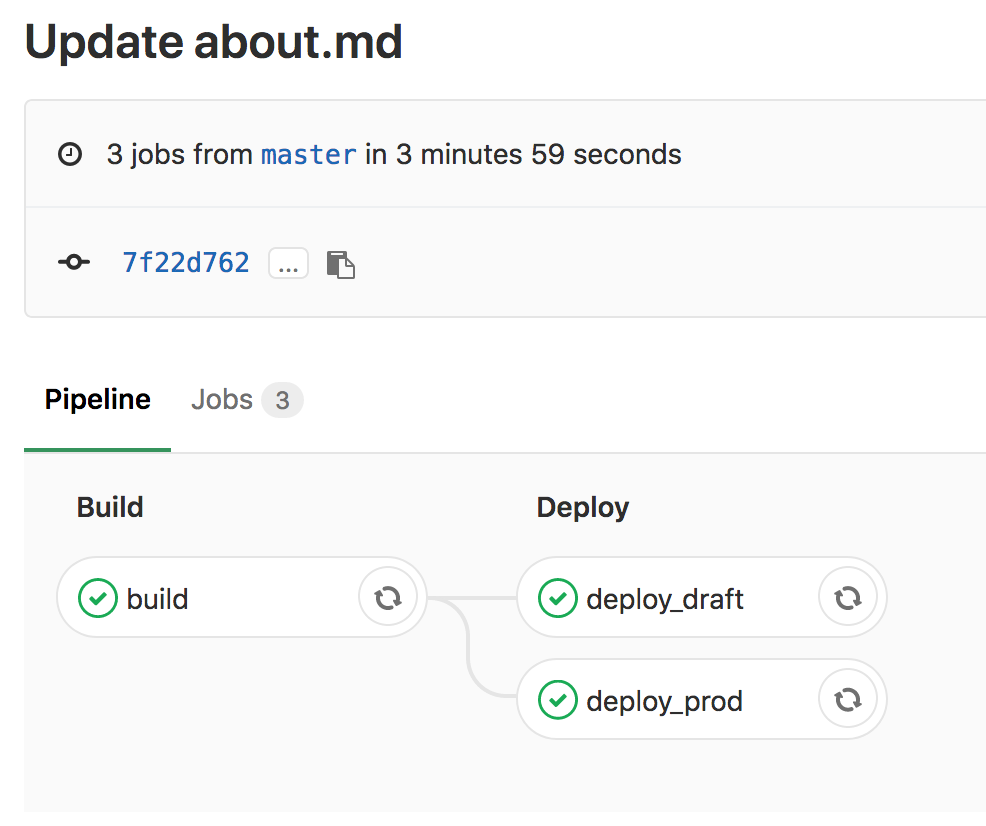 Update about.md
3 jobs from master in 3 minutes 59 seconds
7f22d762 ...
Pipeline Jobs 3
Build Deploy
build deploy_draft
deploy_prod